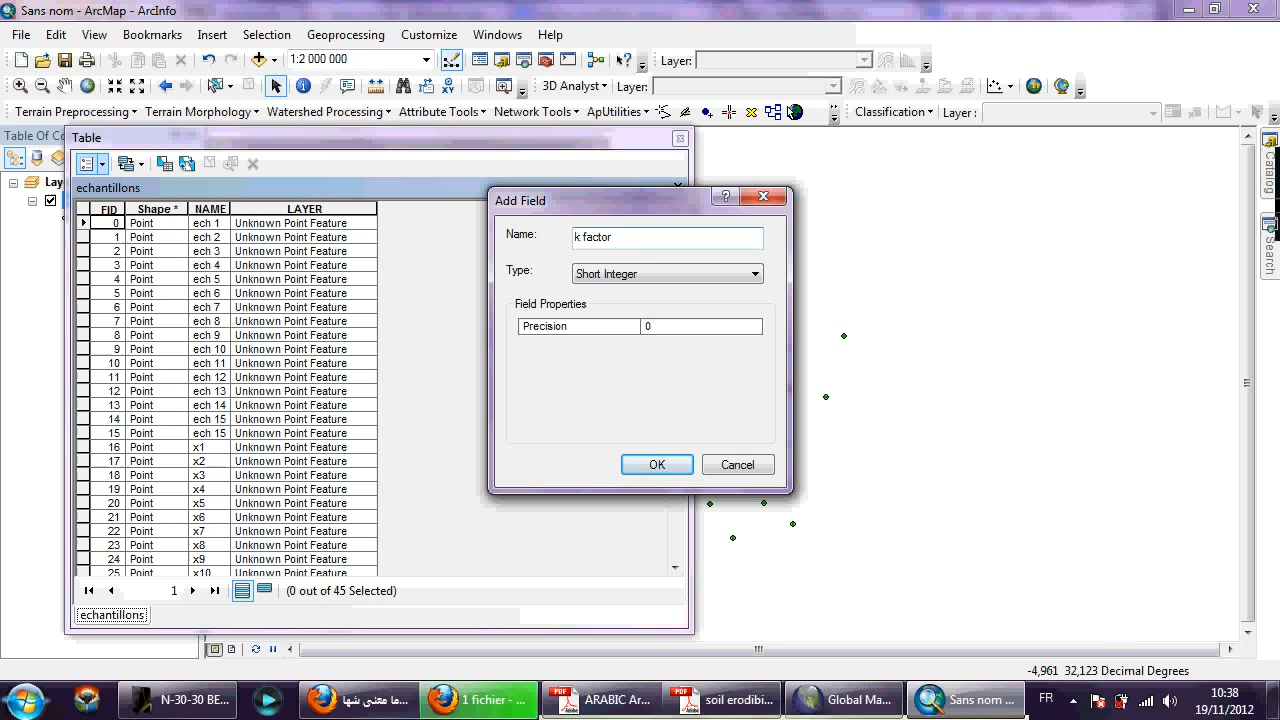 Sans nom - ArcMap - ArcInfo
File Edit View Bookmarks Insert Selection Geoprocessing Customize Windows Help
1:2 000 000
Layer:
3D Analyst
Layer:
Terrain Preprocessing Terrain Morphology Watershed Processing Attribute Tools Network Tools ApUtilities
Classification Layer :
Table Of Co
Lay
Table
echantillons
FID Shape * NAME LAYER
0 Point ech 1 Unknown Point Feature
1 Point ech 2 Unknown Point Feature
2 Point ech 3 Unknown Point Feature
3 Point ech 4 Unknown Point Feature
4 Point ech 5 Unknown Point Feature
5 Point ech 6 Unknown Point Feature
6 Point ech 7 Unknown Point Feature
7 Point ech 8 Unknown Point Feature
8 Point ech 9 Unknown Point Feature
9 Point ech 10 Unknown Point Feature
10 Point ech 11 Unknown Point Feature
11 Point ech 12 Unknown Point Feature
12 Point ech 13 Unknown Point Feature
13 Point ech 14 Unknown Point Feature
14 Point ech 15 Unknown Point Feature
15 Point ech 15 Unknown Point Feature
16 Point x1 Unknown Point Feature
17 Point x2 Unknown Point Feature
18 Point x3 Unknown Point Feature
19 Point x4 Unknown Point Feature
20 Point x5 Unknown Point Feature
21 Point x6 Unknown Point Feature
22 Point x7 Unknown Point Feature
23 Point x8 Unknown Point Feature
24 Point x9 Unknown Point Feature
25 Point x10 Unknown Point Feature
1
(0 out of 45 Selected)
echantillons
Add Field
Name: k factor
Type: Short Integer
Field Properties
Precision 0
OK Cancel
Catalog
Search
-4,961 32,123 Decimal Degrees
N-30-30 BE...
ما معنى شها...
1 fichier - ...
ARABIC Ar...
soil erodibi...
Global Ma...
Sans nom ...
FR
10:38
19/11/2012